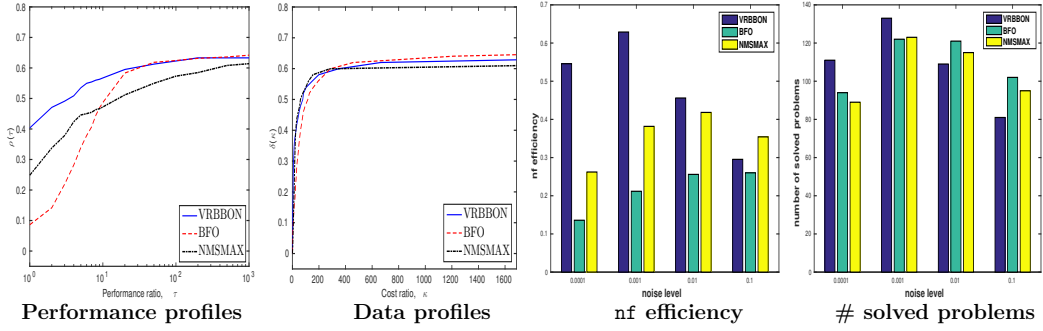 0.8
0.7
0.6
0.5
0.4
0.3
0.2
0.1
0
ρ(τ)
VRBBON
BFO
NMSMAX
10^0
10^1
10^2
10^3
Performance ratio, τ
Performance profiles
0.8
0.7
0.6
0.5
0.4
0.3
0.2
0.1
0
δ(κ)
VRBBON
BFO
NMSMAX
0 200 400 600 800 1000 1200 1400 1600
Cost ratio, κ
Data profiles
0.7
0.6
0.5
0.4
0.3
0.2
0.1
0
nf efficiency
VRBBON
BFO
NMSMAX
0.0001 0.001 0.01 0.1
noise level
nf efficiency
140
120
100
80
60
40
20
0
number of solved problems
VRBBON
BFO
NMSMAX
0.0001 0.001 0.01 0.1
noise level
# solved problems